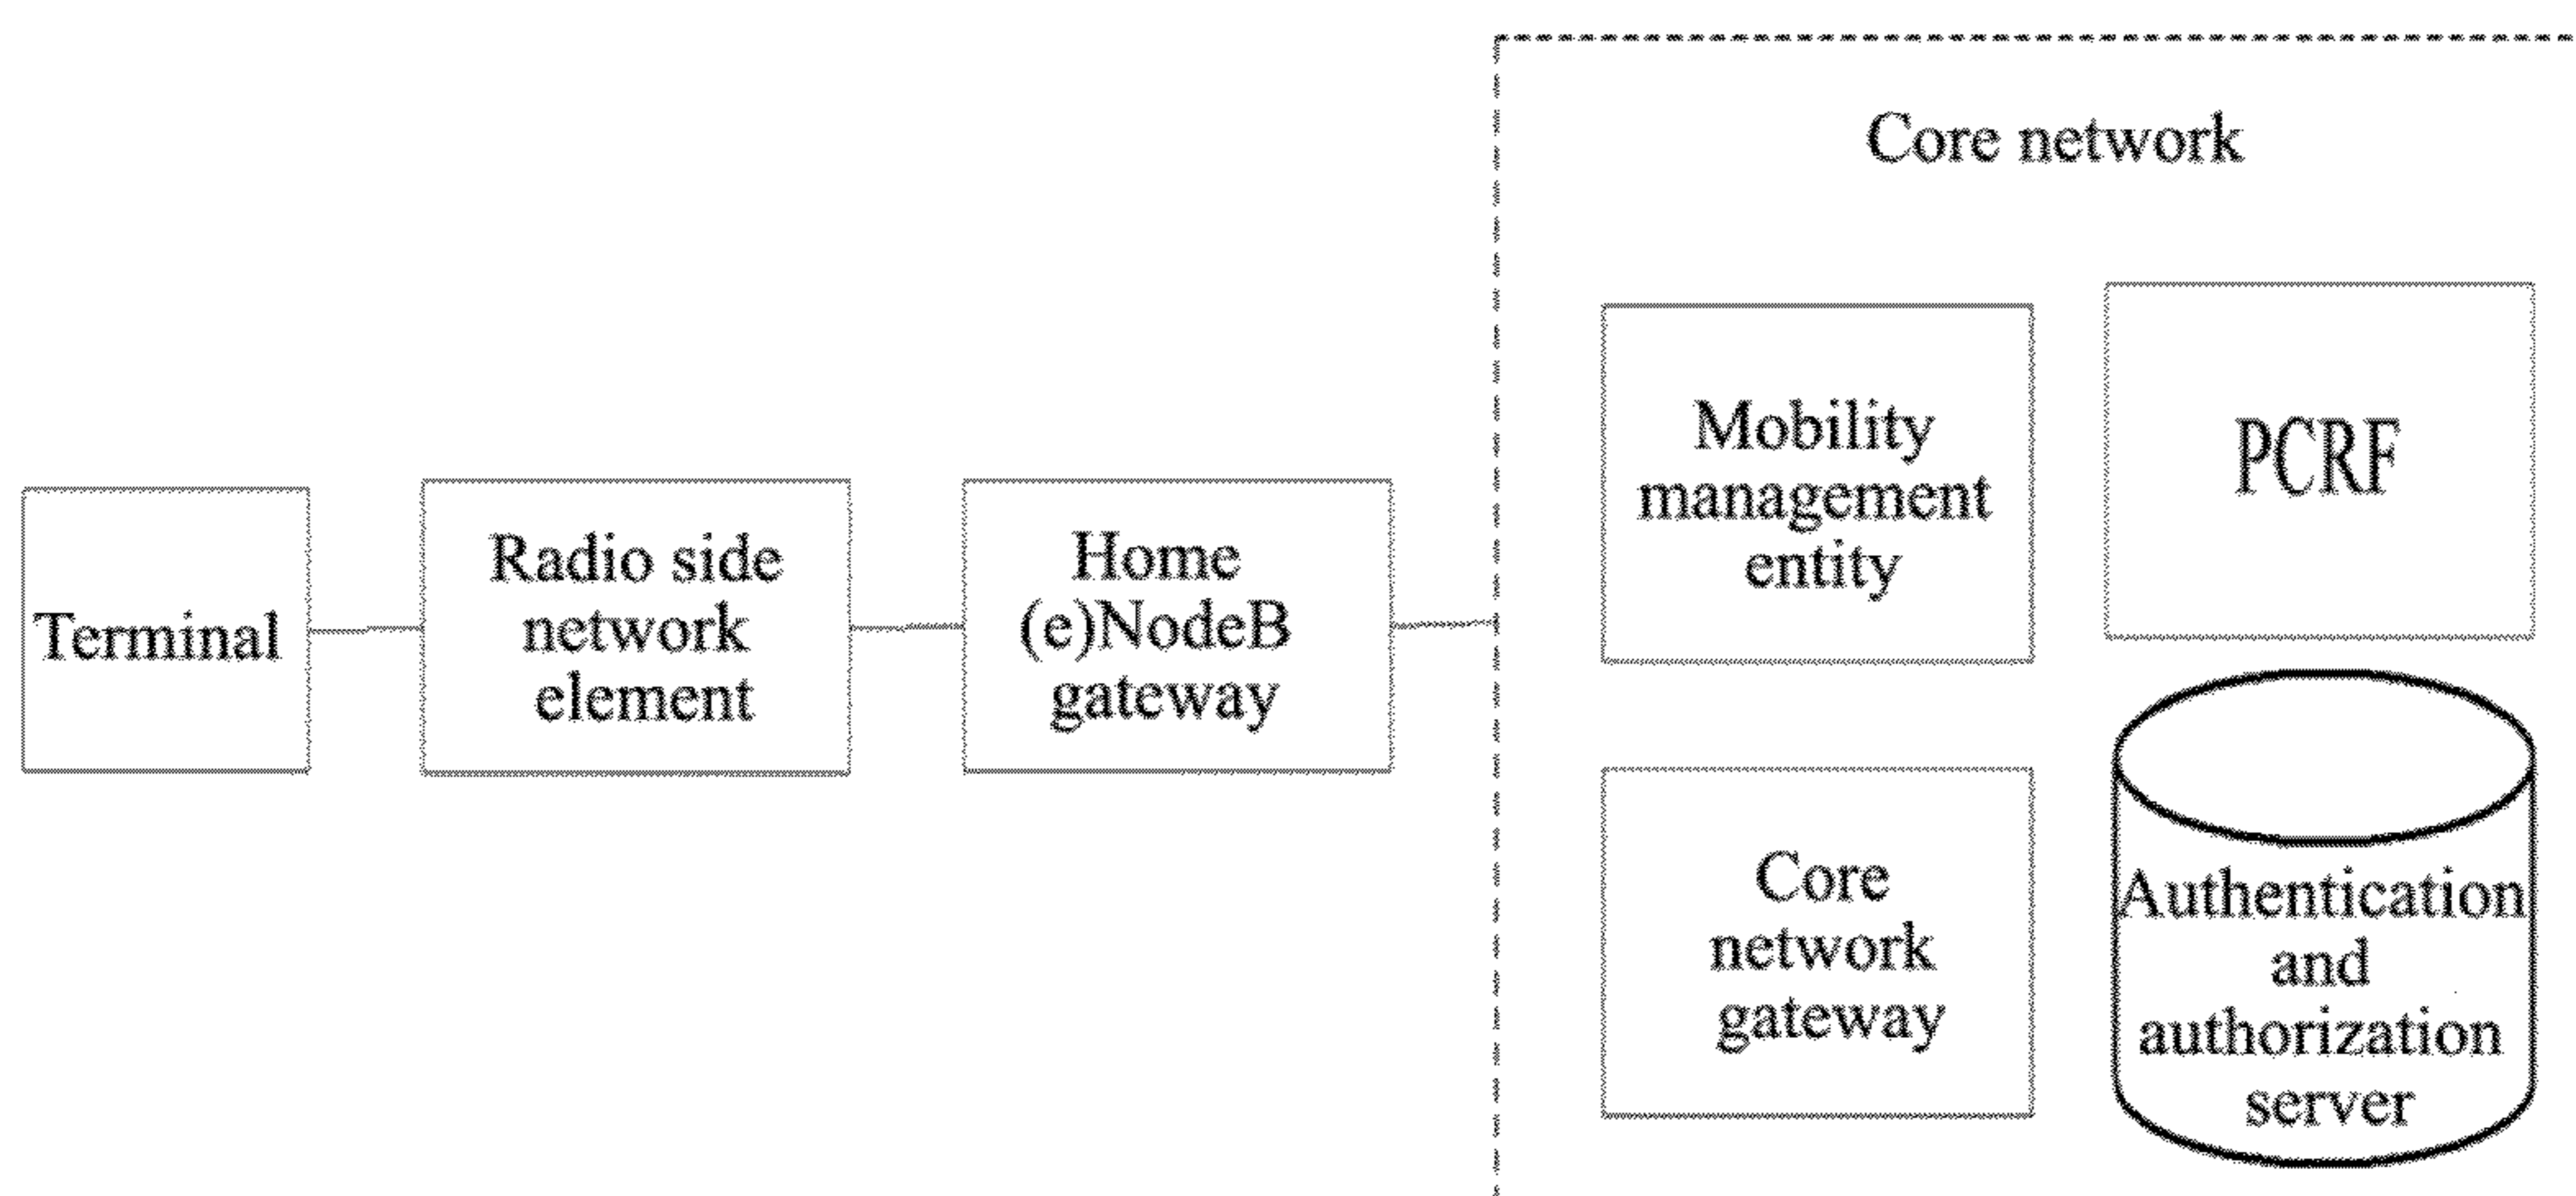 Core network
Terminal
Radio side
network
element
Home
(e)NodeB
gateway
Mobility
management
entity
PCRF
Core
network
gateway
Authentication
and
authorization
server